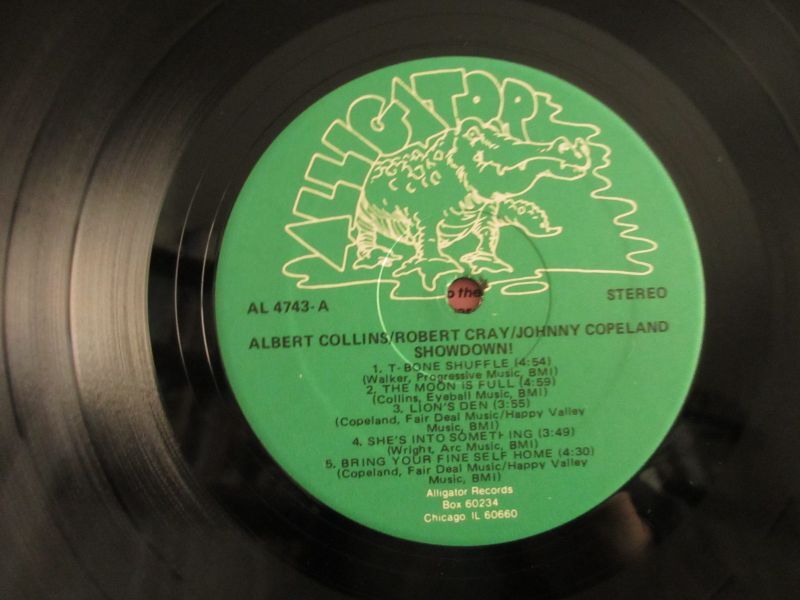 ALLIGATOR
AL 4743-A
STEREO
o the
ALBERT COLLINS/ROBERT CRAY/JOHNNY COPELAND
SHOWDOWN!
1. T-BONE SHUFFLE (4:54)
(Walker, Progressive Music, BMI)
2. THE MOON IS FULL (4:59)
(Collins, Eyeball Music, BMI)
3. LION'S DEN (3:55)
(Copeland, Fair Deal Music/Happy Valley
Music, BMI)
4. SHE'S INTO SOMETHING (3:49)
(Wright, Arc Music, BMI)
5. BRING YOUR FINE SELF HOME (4:30)
(Copeland, Fair Deal Music/Happy Valley
Music, BMI)
Alligator Records
Box 60234
Chicago IL 60660